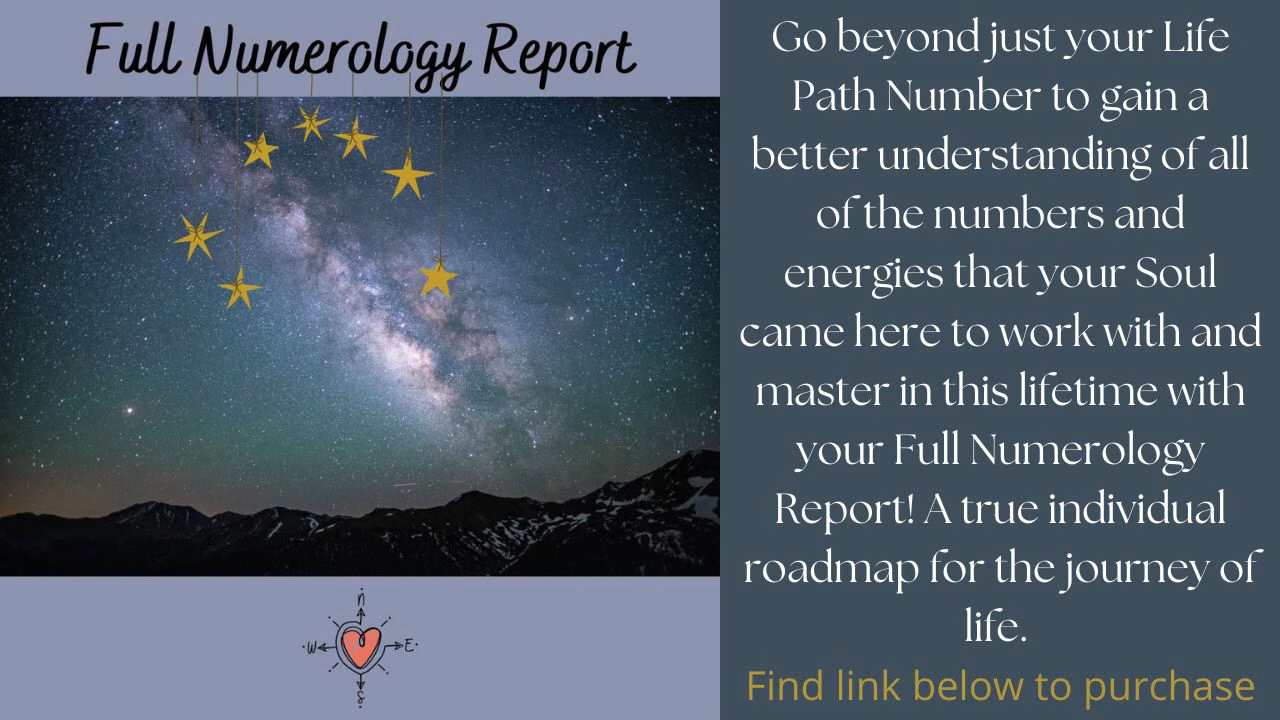 Full Numerology Report
n
W E
S
Go beyond just your Life
Path Number to gain a
better understanding of all
of the numbers and
energies that your Soul
came here to work with and
master in this lifetime with
your Full Numerology
Report! A true individual
roadmap for the journey of
life.
Find link below to purchase